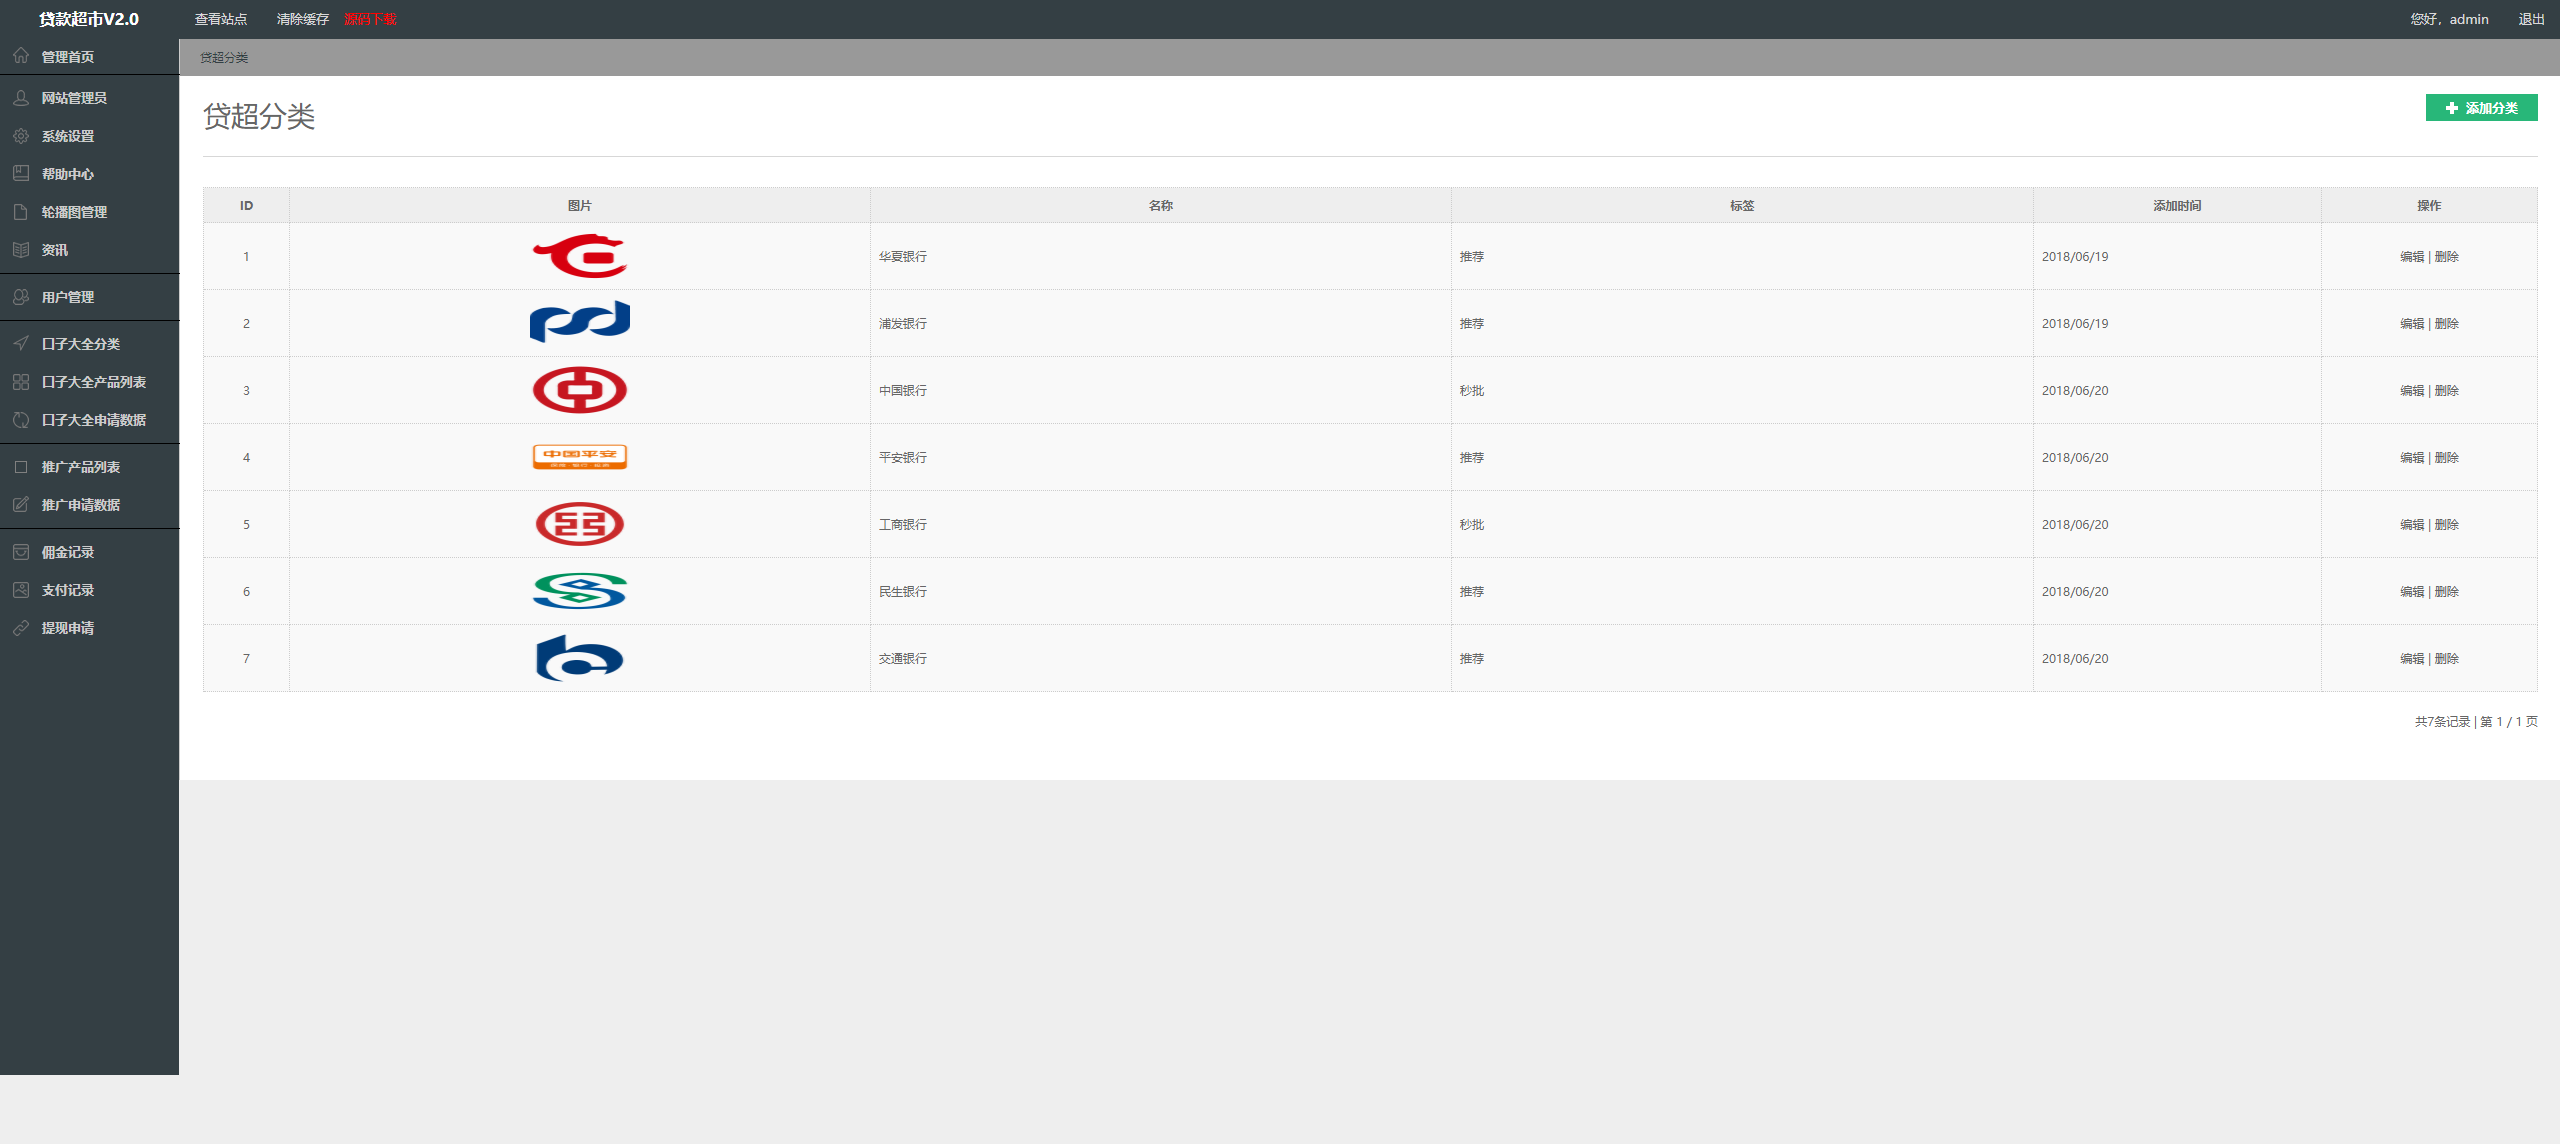 贷款超市V2.0 查看站点 清除缓存 源码下载 您好，admin 退出
管理首页
网站管理员
系统设置
帮助中心
轮播图管理
资讯
用户管理
口子大全分类
口子大全产品列表
口子大全申请数据
推广产品列表
推广申请数据
佣金记录
支付记录
提现申请
贷超分类
贷超分类
添加分类
ID 图片 名称 标签 添加时间 操作
1 华夏银行 推荐 2018/06/19 编辑 | 删除
2 浦发银行 推荐 2018/06/19 编辑 | 删除
3 中国银行 秒批 2018/06/20 编辑 | 删除
4 中国平安 平安银行 推荐 2018/06/20 编辑 | 删除
5 工商银行 秒批 2018/06/20 编辑 | 删除
6 民生银行 推荐 2018/06/20 编辑 | 删除
7 交通银行 推荐 2018/06/20 编辑 | 删除
共7条记录 | 第 1 / 1 页